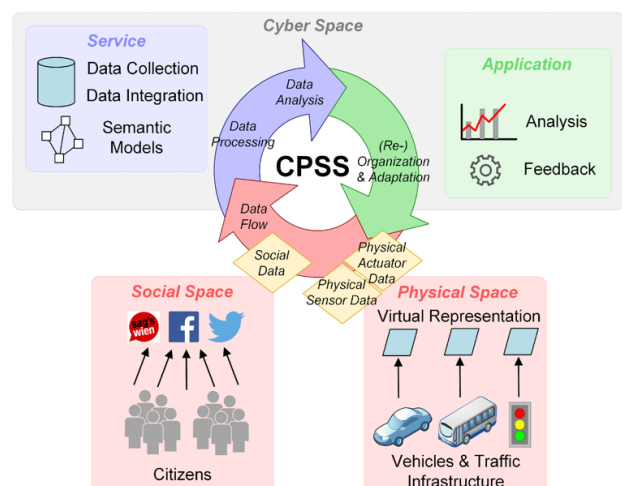 Cyber Space
Service
Data Collection
Data Integration
Semantic
Models
Application
Analysis
Feedback
Data
Analysis
Data
Processing
(Re-)
Organization
& Adaptation
CPSS
Data
Flow
Social
Data
Physical
Sensor Data
Physical
Actuator
Data
Social Space
sag's
wien
f
Citizens
Physical Space
Virtual Representation
Vehicles & Traffic
Infrastructure